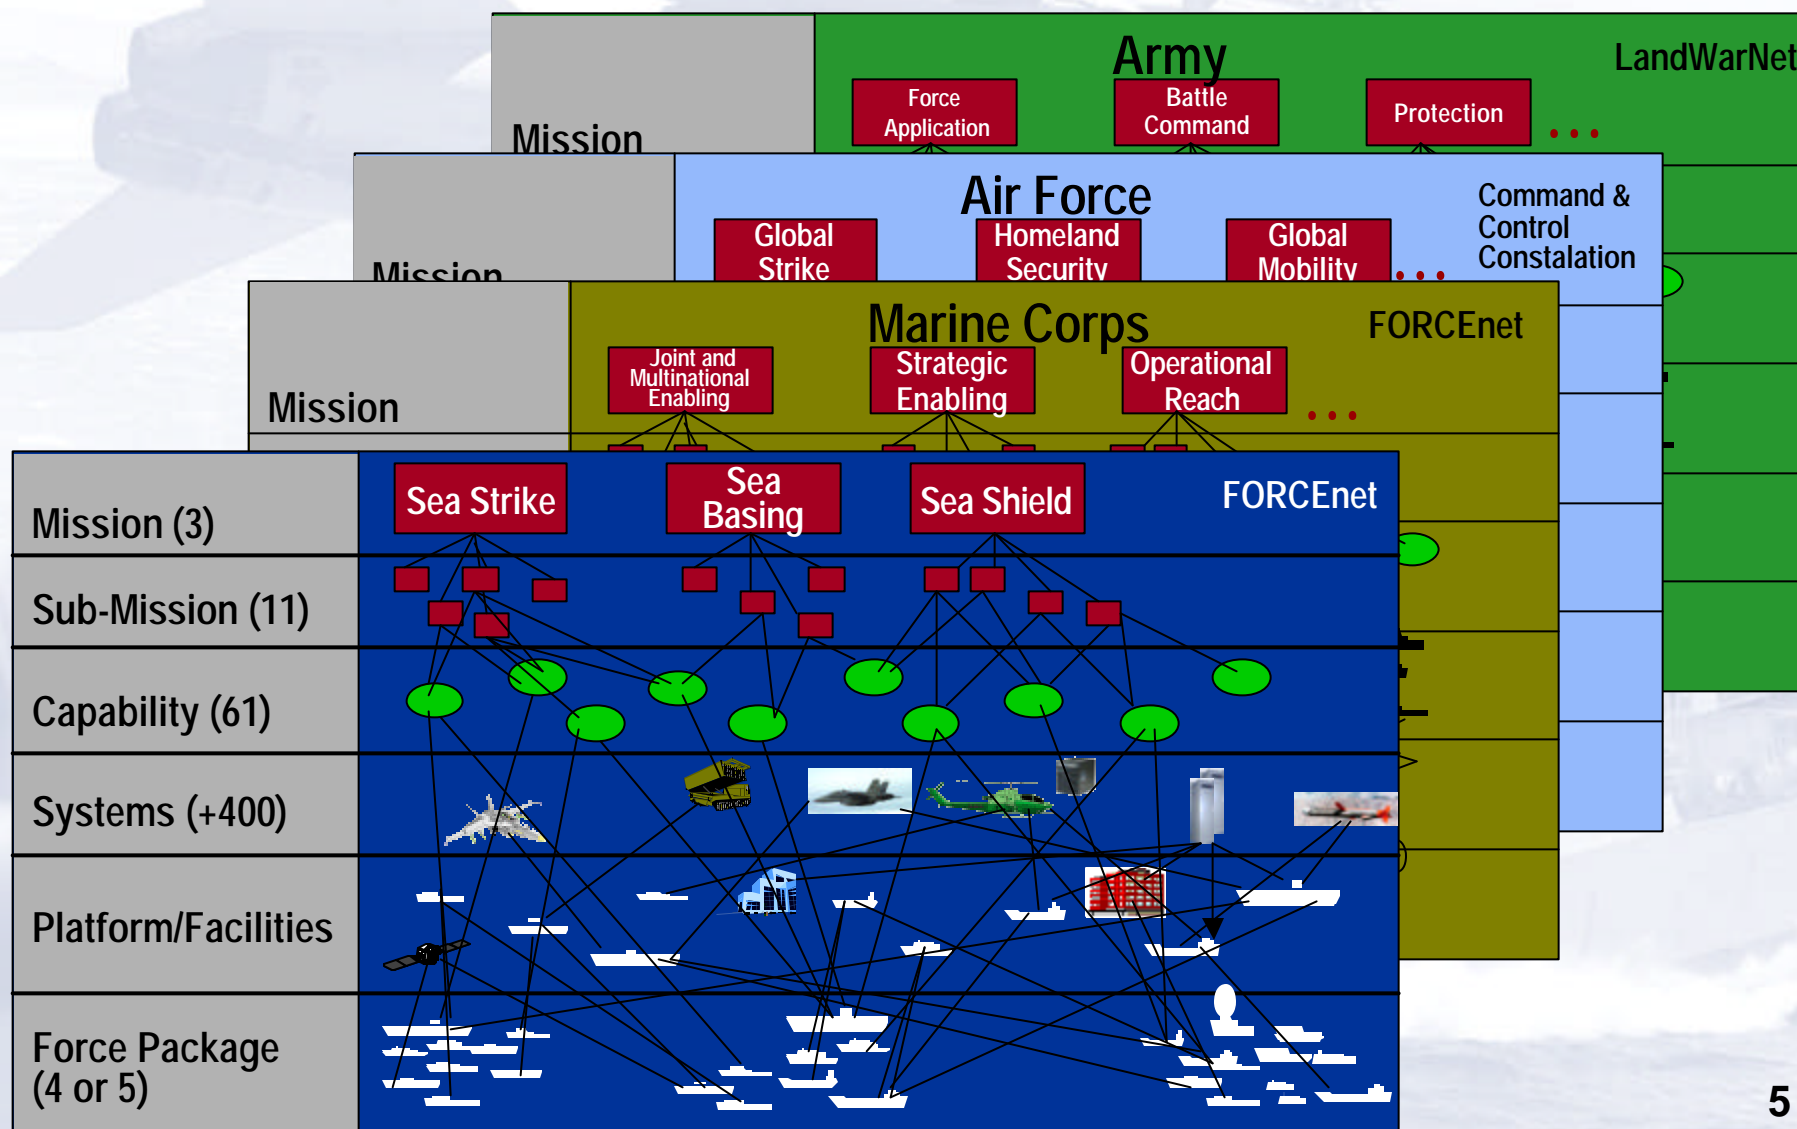 Army
LandWarNet
Force
Application
Battle
Command
Protection
...
Mission
Air Force
Command &
Control
Constalation
Global
Strike
Homeland
Security
Global
Mobility
...
Mission
Marine Corps
FORCEnet
Joint and
Multinational
Enabling
Strategic
Enabling
Operational
Reach
...
Mission
Sea Strike
Sea
Basing
Sea Shield
FORCEnet
Mission (3)
Sub-Mission (11)
Capability (61)
Systems (+400)
Platform/Facilities
Force Package
(4 or 5)
5